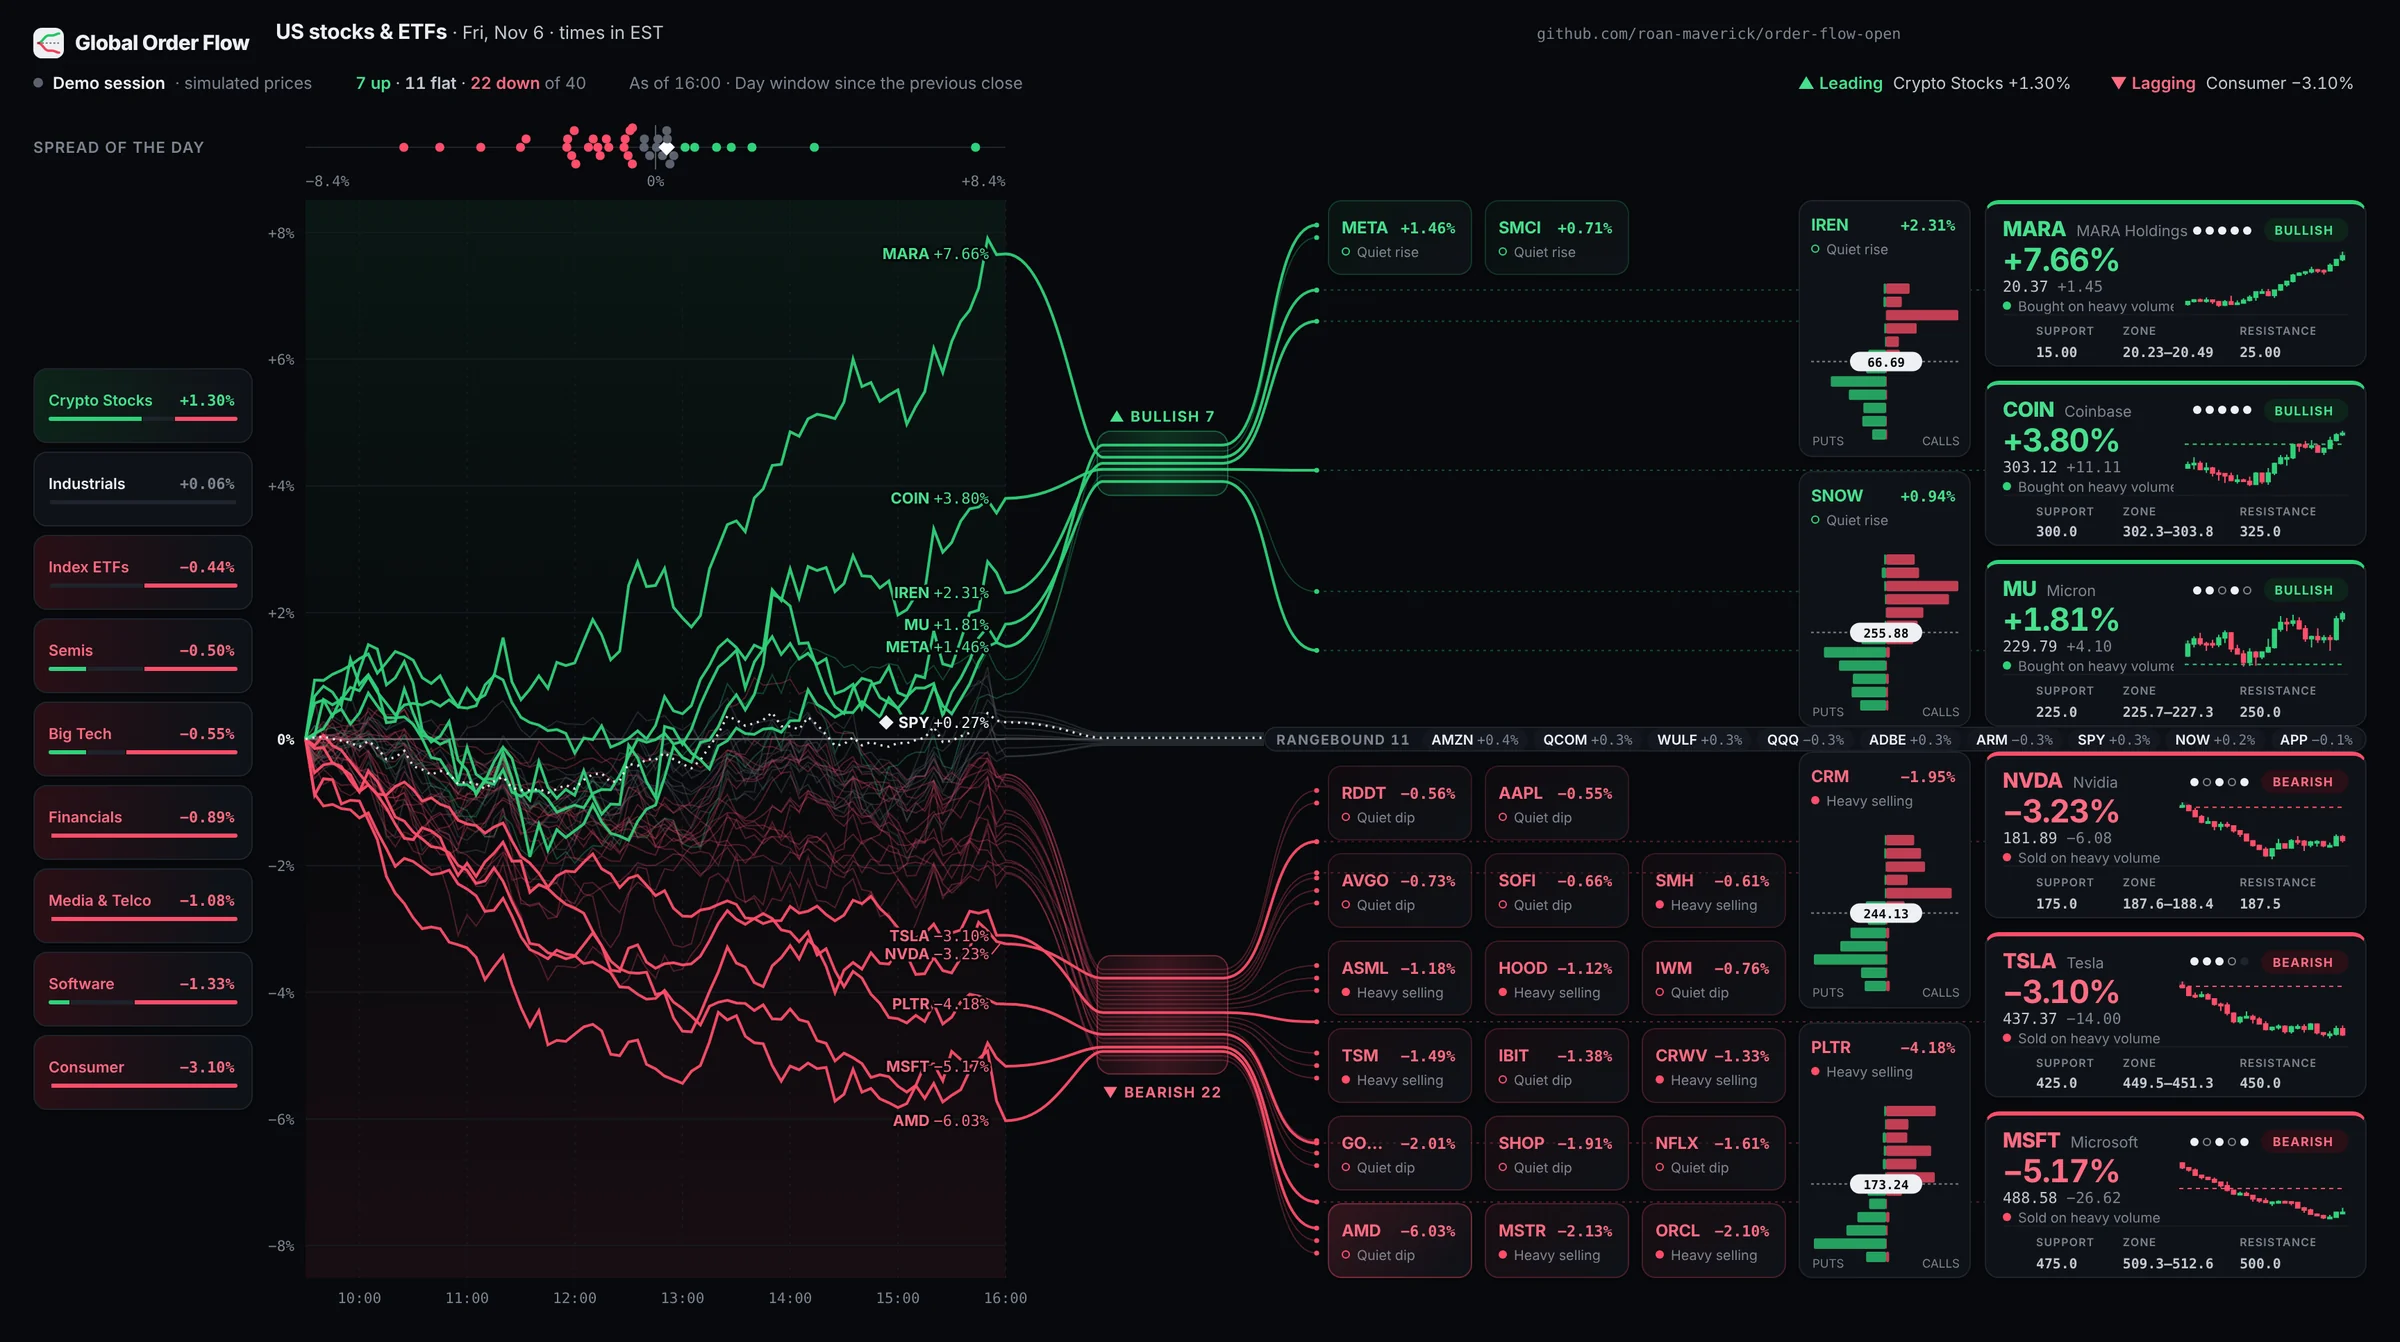 Global Order Flow
US stocks & ETFs · Fri, Nov 6 · times in EST
github.com/roan-maverick/order-flow-open
Demo session · simulated prices
7 up · 11 flat · 22 down of 40
As of 16:00 · Day window since the previous close
▲ Leading Crypto Stocks +1.30%
▼ Lagging Consumer −3.10%
SPREAD OF THE DAY
−8.4%
0%
+8.4%
Crypto Stocks +1.30%
Industrials +0.06%
Index ETFs −0.44%
Semis −0.50%
Big Tech −0.55%
Financials −0.89%
Media & Telco −1.08%
Software −1.33%
Consumer −3.10%
+8%
+6%
+4%
+2%
0%
−2%
−4%
−6%
−8%
10:00
11:00
12:00
13:00
14:00
15:00
16:00
MARA +7.66%
COIN +3.80%
IREN +2.31%
MU +1.81%
META +1.46%
SPY +0.27%
TSLA −3.10%
NVDA −3.23%
PLTR −4.18%
MSFT −5.17%
AMD −6.03%
▲ BULLISH 7
▼ BEARISH 22
META +1.46%
Quiet rise
SMCI +0.71%
Quiet rise
IREN +2.31%
Quiet rise
66.69
PUTS
CALLS
SNOW +0.94%
Quiet rise
255.88
PUTS
CALLS
MARA MARA Holdings BULLISH
+7.66%
20.37 +1.45
Bought on heavy volume
SUPPORT ZONE RESISTANCE
15.00 20.23–20.49 25.00
COIN Coinbase BULLISH
+3.80%
303.12 +11.11
Bought on heavy volume
SUPPORT ZONE RESISTANCE
300.0 302.3–303.8 325.0
MU Micron BULLISH
+1.81%
229.79 +4.10
Bought on heavy volume
SUPPORT ZONE RESISTANCE
225.0 225.7–227.3 250.0
RANGEBOUND 11 AMZN +0.4% QCOM +0.3% WULF +0.3% QQQ −0.3% ADBE +0.3% ARM −0.3% SPY +0.3% NOW +0.2% APP −0.1%
RDDT −0.56%
Quiet dip
AAPL −0.55%
Quiet dip
AVGO −0.73%
Quiet dip
SOFI −0.66%
Quiet dip
SMH −0.61%
Heavy selling
ASML −1.18%
Heavy selling
HOOD −1.12%
Heavy selling
IWM −0.76%
Quiet dip
TSM −1.49%
Heavy selling
IBIT −1.38%
Quiet dip
CRWV −1.33%
Heavy selling
GO... −2.01%
Quiet dip
SHOP −1.91%
Quiet dip
NFLX −1.61%
Quiet dip
AMD −6.03%
Quiet dip
MSTR −2.13%
Heavy selling
ORCL −2.10%
Heavy selling
CRM −1.95%
Heavy selling
244.13
PUTS
CALLS
PLTR −4.18%
Heavy selling
173.24
PUTS
CALLS
NVDA Nvidia BEARISH
−3.23%
181.89 −6.08
Sold on heavy volume
SUPPORT ZONE RESISTANCE
175.0 187.6–188.4 187.5
TSLA Tesla BEARISH
−3.10%
437.37 −14.00
Sold on heavy volume
SUPPORT ZONE RESISTANCE
425.0 449.5–451.3 450.0
MSFT Microsoft BEARISH
−5.17%
488.58 −26.62
Sold on heavy volume
SUPPORT ZONE RESISTANCE
475.0 509.3–512.6 500.0